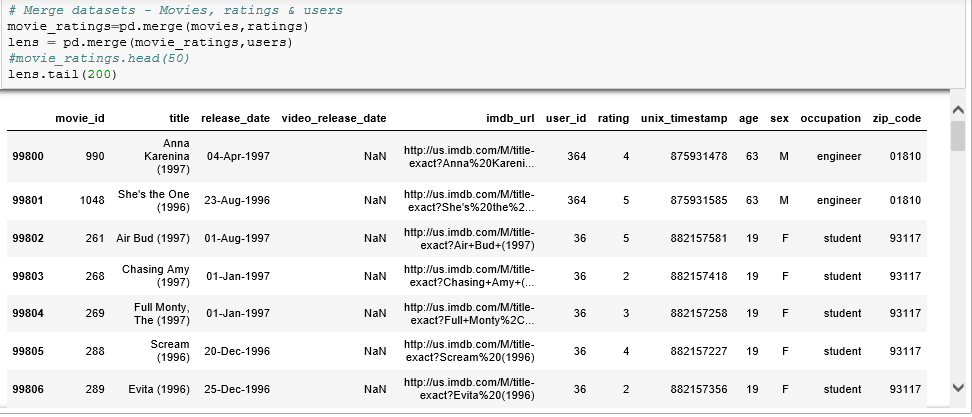 # Merge datasets - Movies, ratings & users
movie_ratings=pd.merge(movies,ratings)
lens = pd.merge(movie_ratings,users)
#movie_ratings.head(50)
lens.tail(200)
movie_id title release_date video_release_date imdb_url user_id rating unix_timestamp age sex occupation zip_code
Anna
99800 990 Karenina 04-Apr-1997 NaN http://us.imdb.com/M/title- 364 4 875931478 63 M engineer 01810
(1997) exact?Anna%20Kareni...
99801 1048 She's the One 23-Aug-1996 NaN http://us.imdb.com/M/title- 364 5 875931585 63 M engineer 01810
(1996) exact?She's%20the%2...
99802 261 Air Bud (1997) 01-Aug-1997 NaN http://us.imdb.com/M/title- 36 5 882157581 19 F student 93117
exact?Air+Bud+(1997)
99803 268 Chasing Amy 01-Jan-1997 NaN http://us.imdb.com/M/title- 36 2 882157418 19 F student 93117
(1997) exact?Chasing+Amy+(...
99804 269 Full Monty, 01-Jan-1997 NaN http://us.imdb.com/M/title- 36 3 882157258 19 F student 93117
The (1997) exact?Full+Monty%2C...
99805 288 Scream 20-Dec-1996 NaN http://us.imdb.com/M/title- 36 4 882157227 19 F student 93117
(1996) exact?Scream%20(1996)
99806 289 Evita (1996) 25-Dec-1996 NaN http://us.imdb.com/M/title- 36 2 882157356 19 F student 93117
exact?Evita%20(1996)